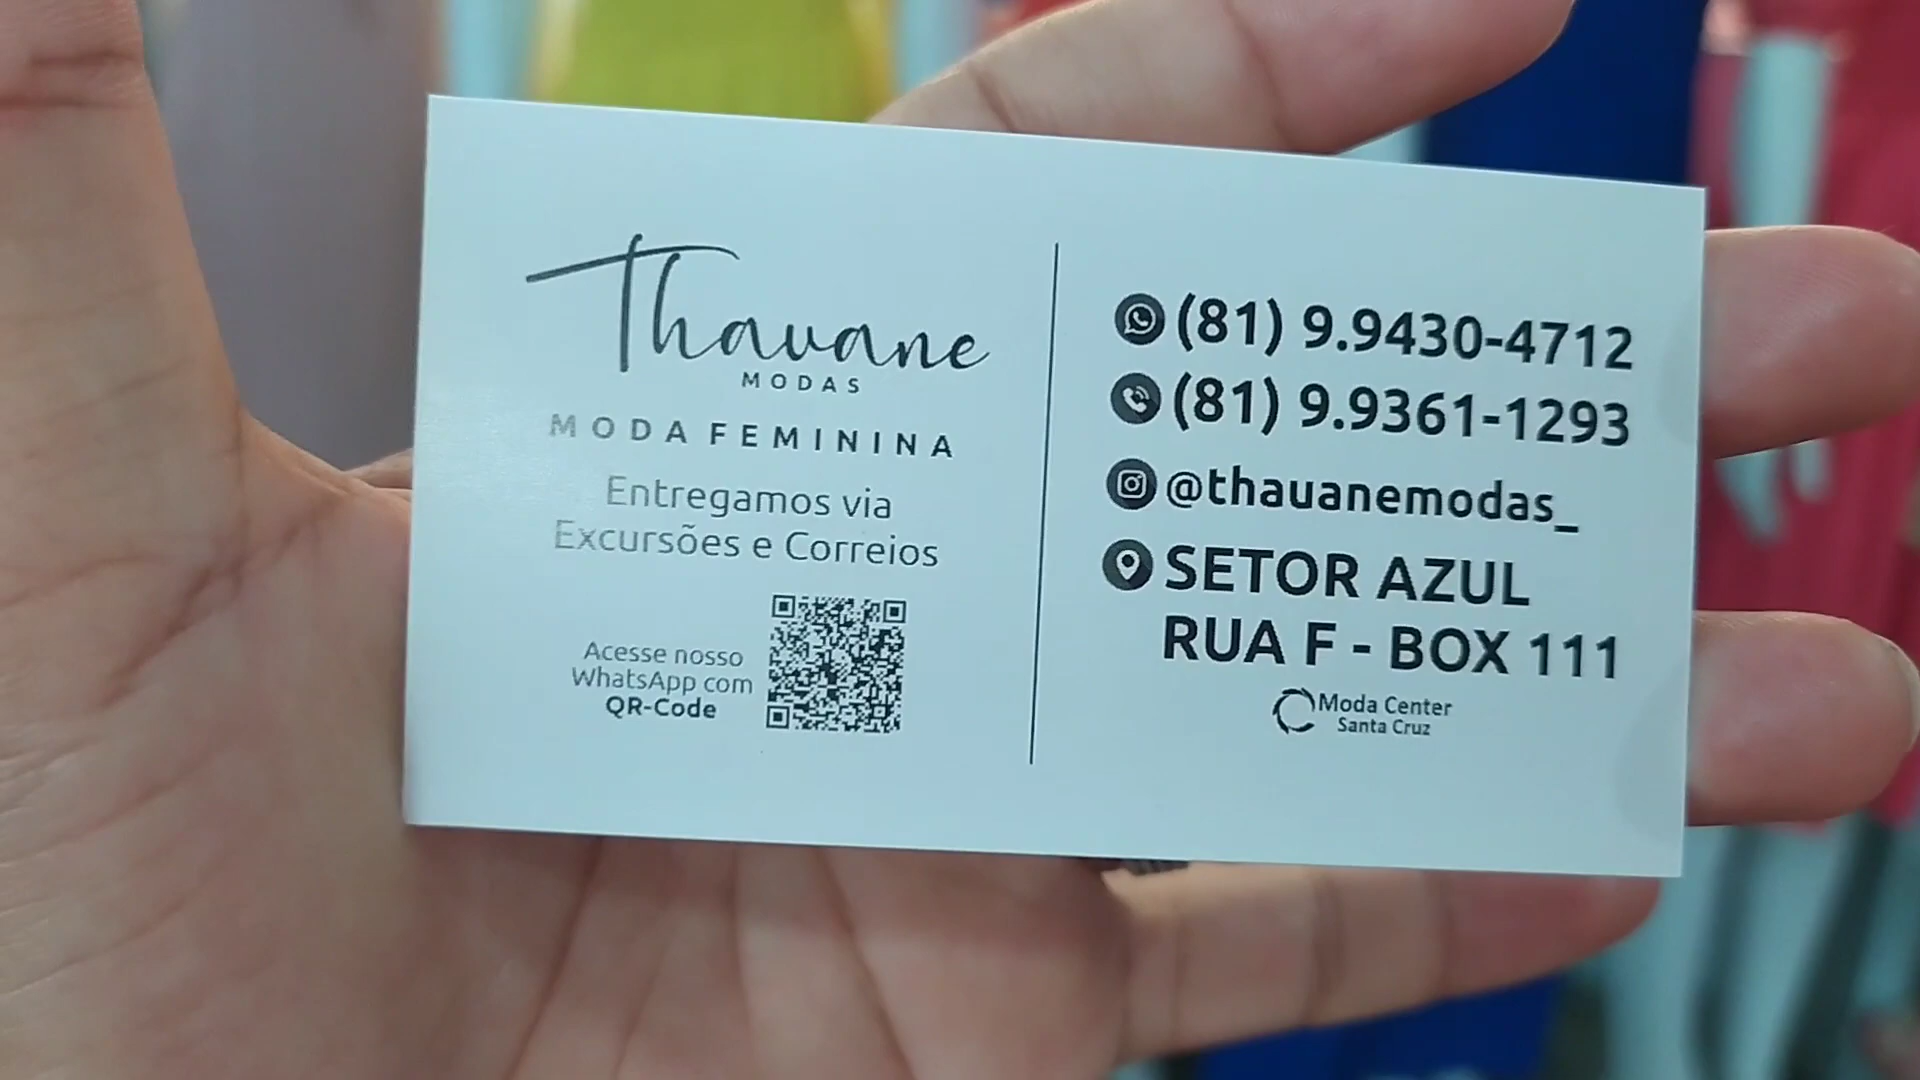 Thauane
MODAS
MODA FEMININA
Entregamos via
Excursões e Correios
Acesse nosso
WhatsApp com
QR-Code
(81) 9.9430-4712
(81) 9.9361-1293
@thauanemodas_
SETOR AZUL
RUA F - BOX 111
Moda Center
Santa Cruz